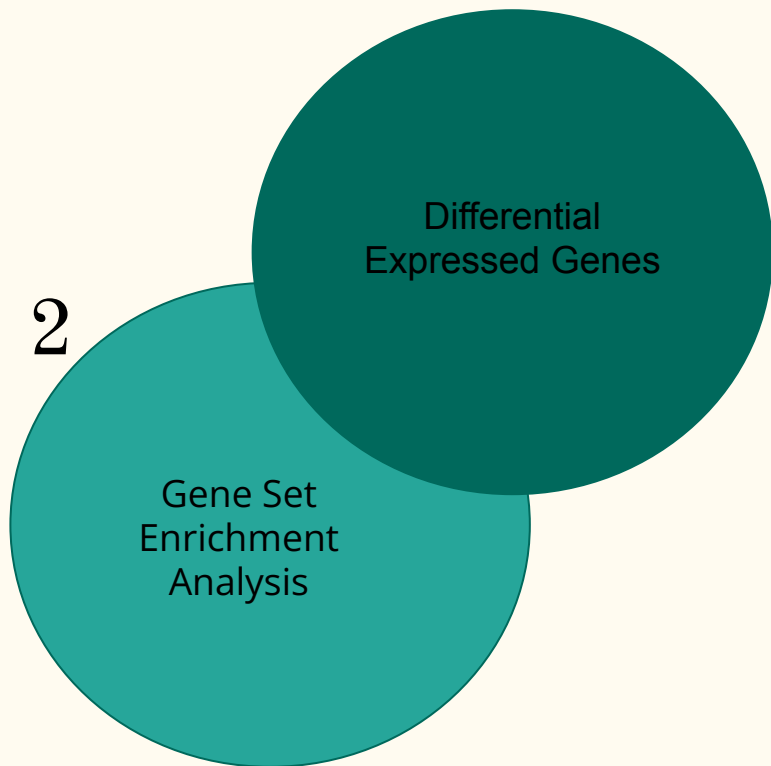 Differential
Expressed Genes
2
Gene Set
Enrichment
Analysis